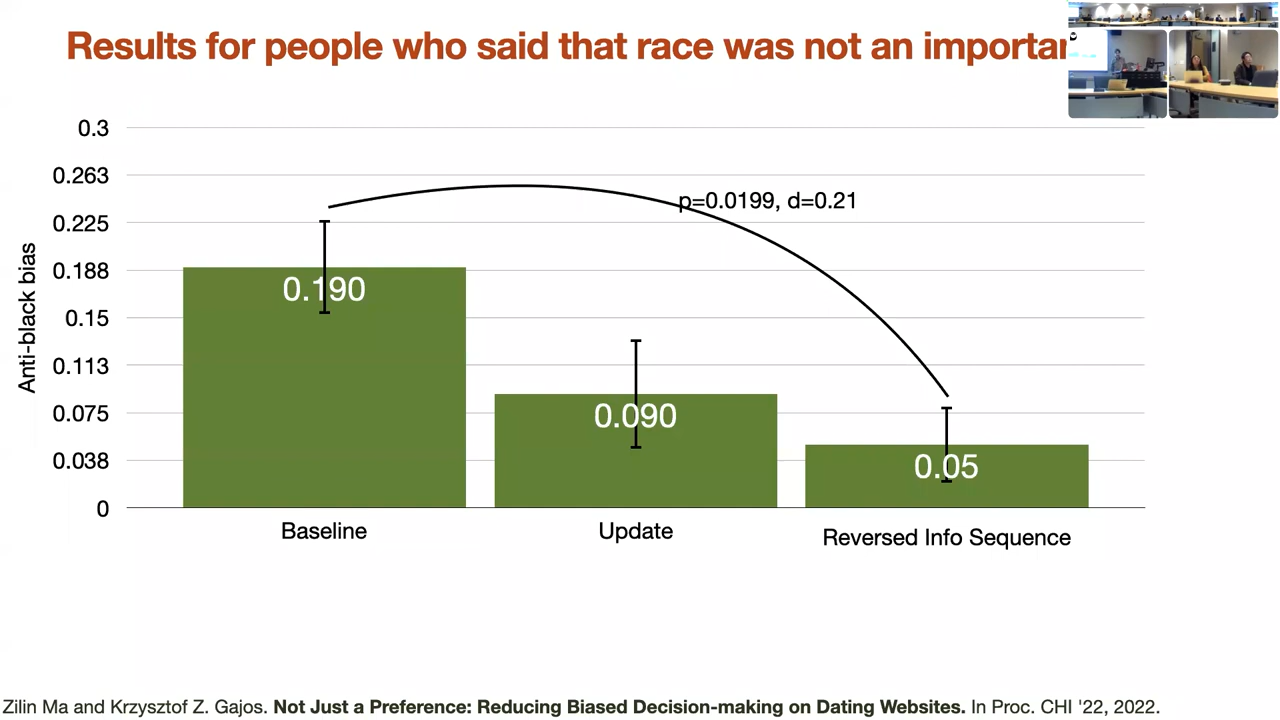 Results for people who said that race was not an importan
0.3
0.263
0.225
0.188
0.15
0.113
0.075
0.038
0
Anti-black bias
p=0.0199, d=0.21
0.190
0.090
0.05
Baseline
Update
Reversed Info Sequence
Zilin Ma and Krzysztof Z. Gajos. Not Just a Preference: Reducing Biased Decision-making on Dating Websites. In Proc. CHI '22, 2022.